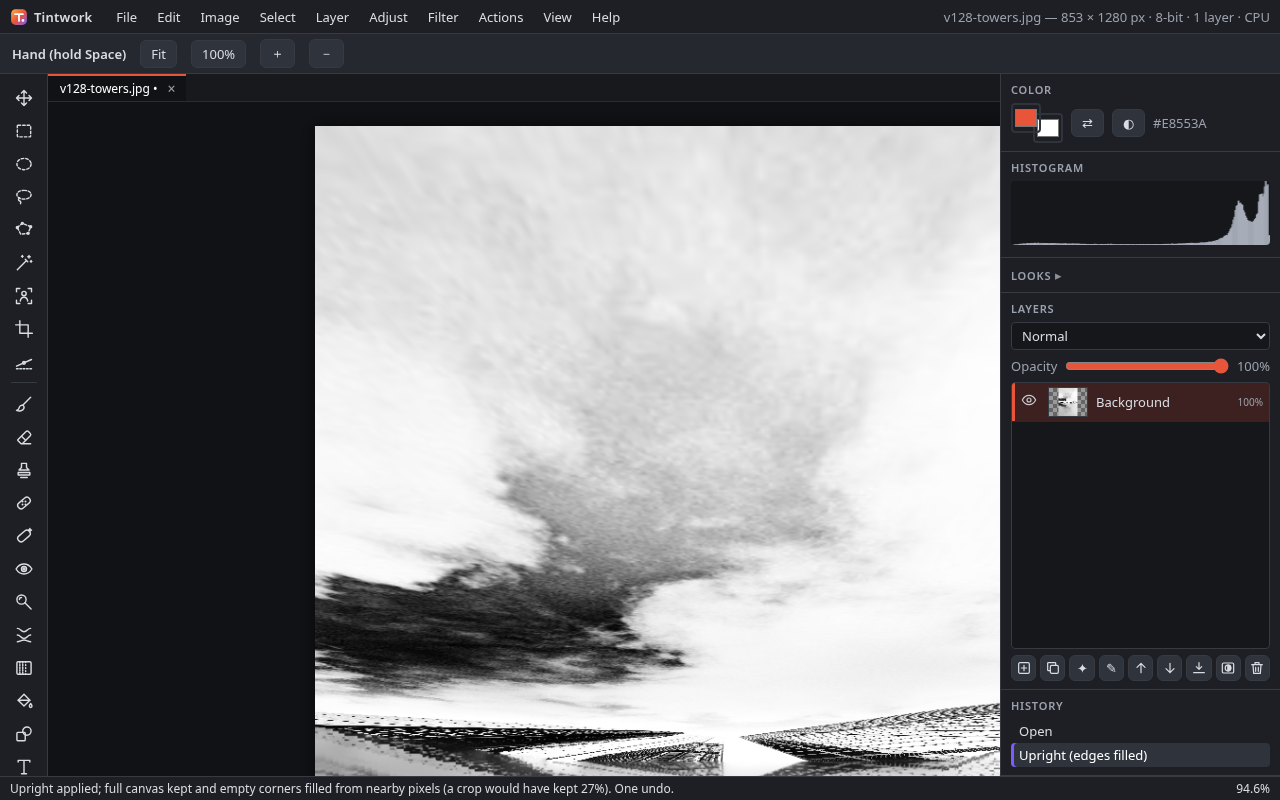 Tintwork File Edit Image Select Layer Adjust Filter Actions View Help v128-towers.jpg — 853 × 1280 px · 8-bit · 1 layer · CPU
Hand (hold Space) Fit 100% + −
v128-towers.jpg • ×
COLOR
#E8553A
HISTOGRAM
LOOKS ▸
LAYERS
Normal
Opacity 100%
Background 100%
HISTORY
Open
Upright (edges filled)
Upright applied; full canvas kept and empty corners filled from nearby pixels (a crop would have kept 27%). One undo. 94.6%